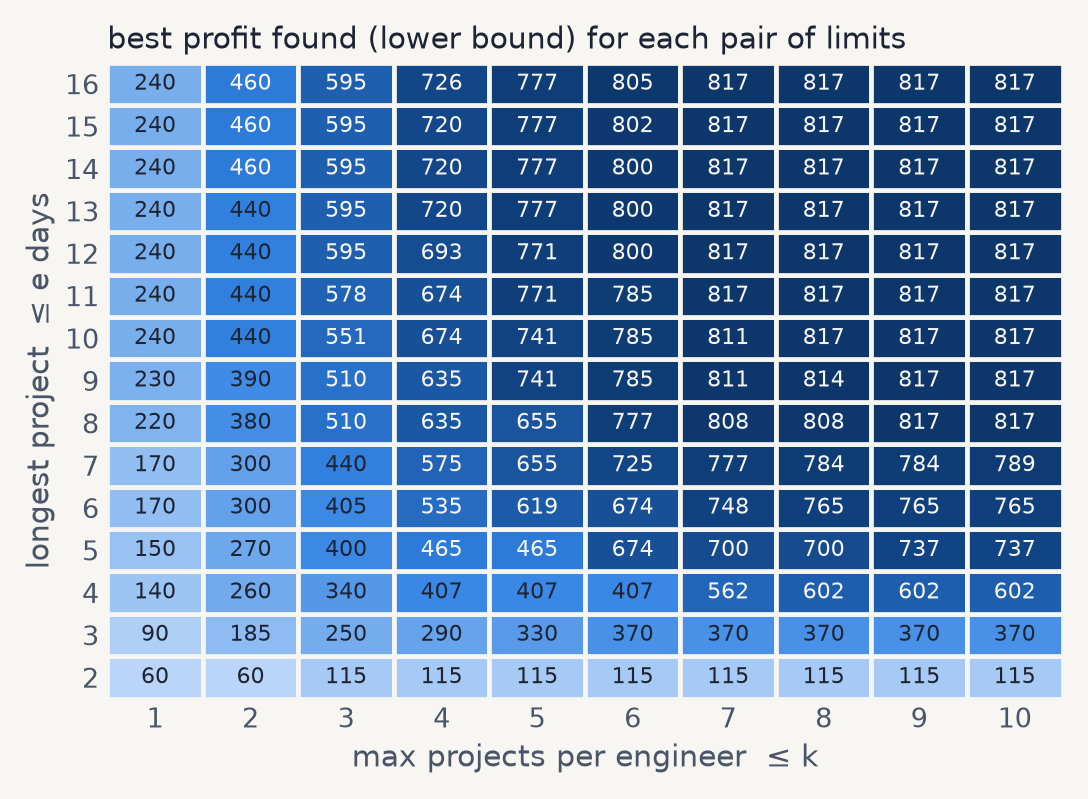 best profit found (lower bound) for each pair of limits
longest project ≤ e days
16 240 460 595 726 777 805 817 817 817 817
15 240 460 595 720 777 802 817 817 817 817
14 240 460 595 720 777 800 817 817 817 817
13 240 440 595 720 777 800 817 817 817 817
12 240 440 595 693 771 800 817 817 817 817
11 240 440 578 674 771 785 817 817 817 817
10 240 440 551 674 741 785 811 817 817 817
9 230 390 510 635 741 785 811 814 817 817
8 220 380 510 635 655 777 808 808 817 817
7 170 300 440 575 655 725 777 784 784 789
6 170 300 405 535 619 674 748 765 765 765
5 150 270 400 465 465 674 700 700 737 737
4 140 260 340 407 407 407 562 602 602 602
3 90 185 250 290 330 370 370 370 370 370
2 60 60 115 115 115 115 115 115 115 115
1 2 3 4 5 6 7 8 9 10
max projects per engineer ≤ k